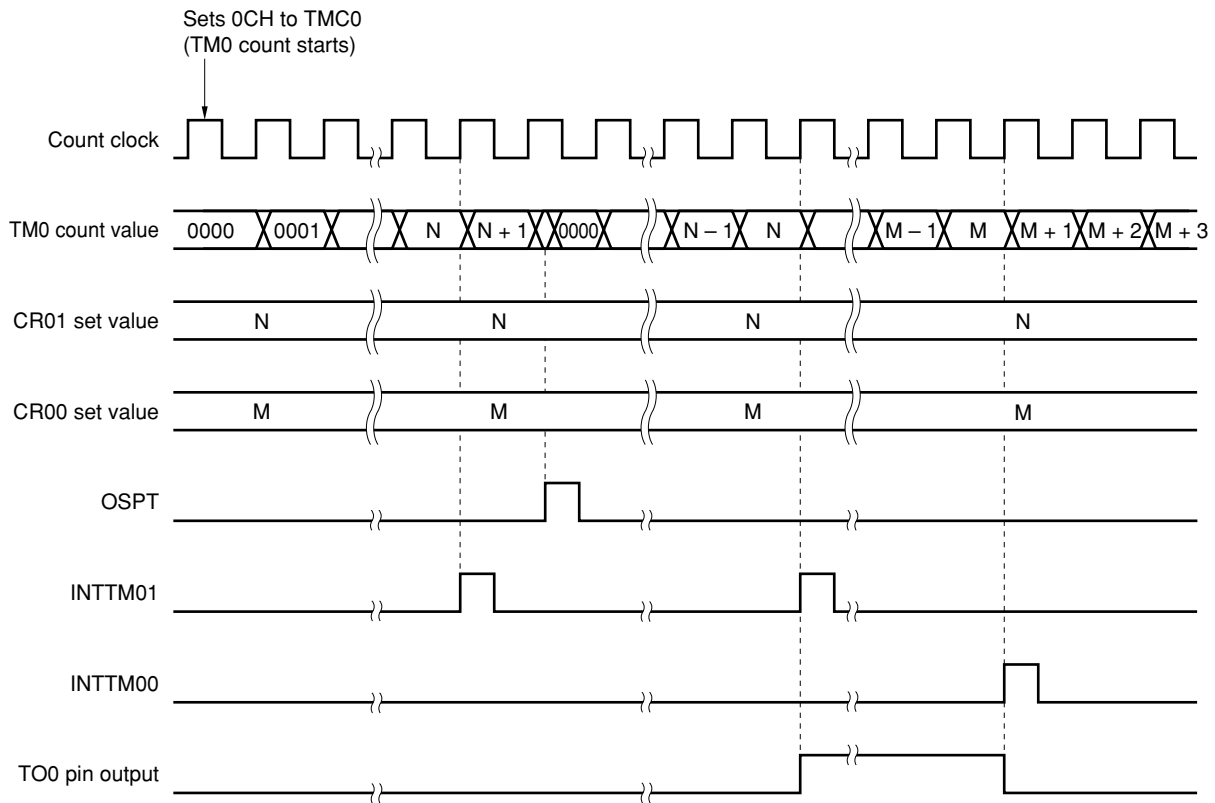 Sets 0CH to TMC0
(TM0 count starts)
Count clock
TM0 count value
0000 0001 N N + 1 0000 N − 1 N M − 1 M M + 1 M + 2 M + 3
CR01 set value
N N N N
CR00 set value
M M M M
OSPT
INTTM01
INTTM00
TO0 pin output